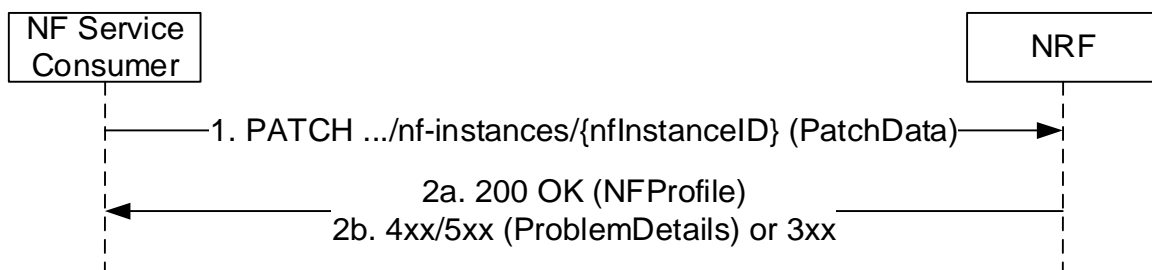 NF Service
Consumer
NRF
1. PATCH .../nf-instances/{nfInstanceID} (PatchData)
2a. 200 OK (NFProfile)
2b. 4xx/5xx (ProblemDetails) or 3xx